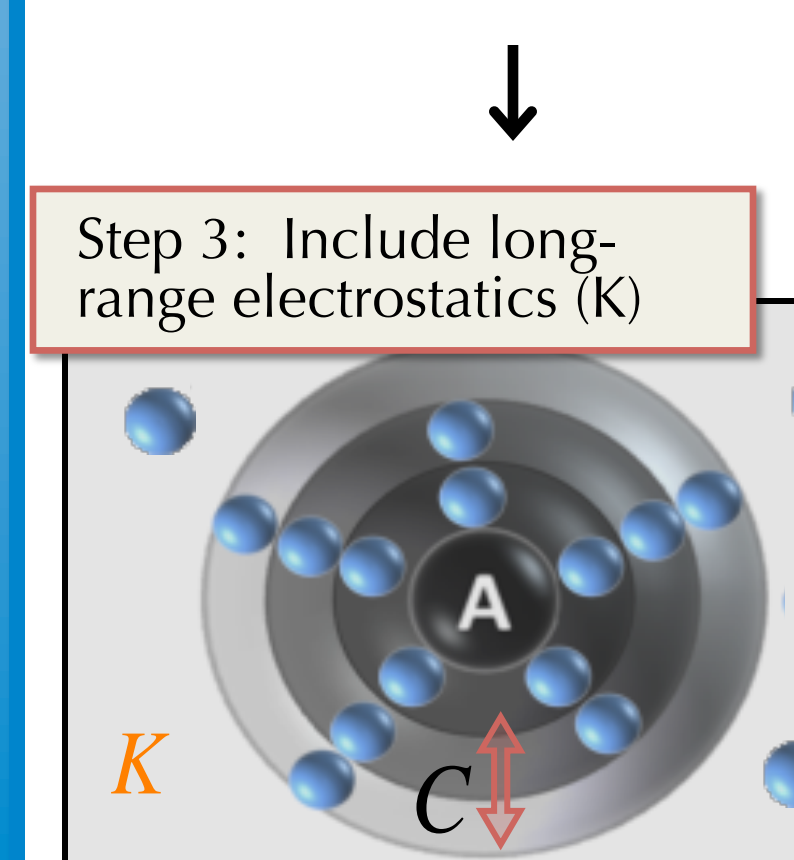 Step 3: Include long-
range electrostatics (K)
A
K
C